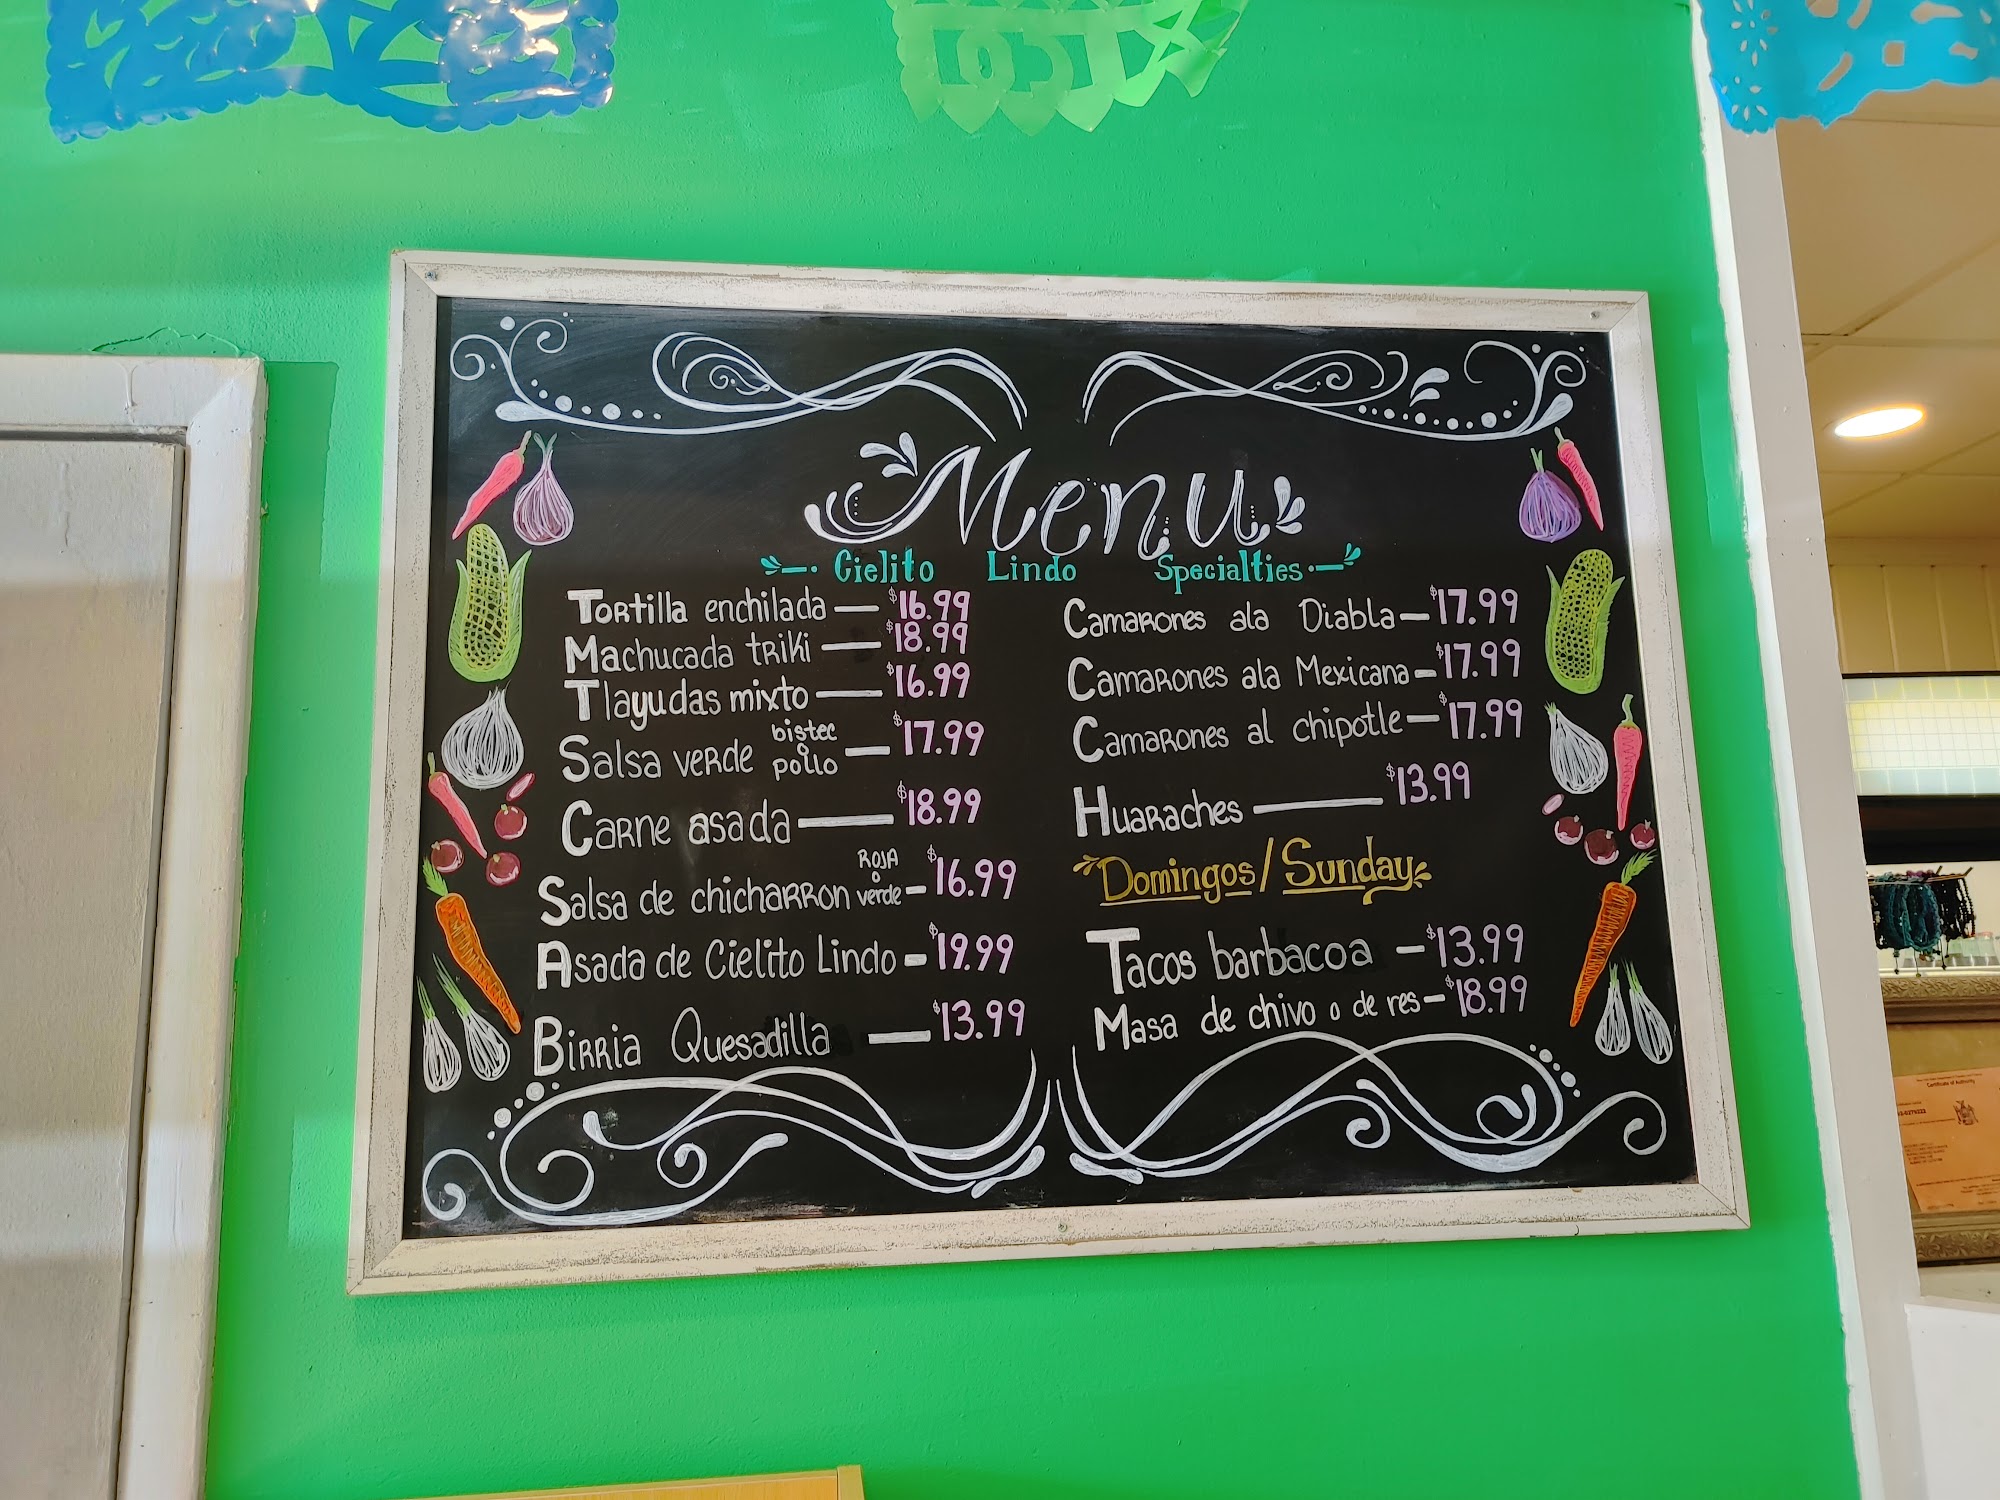 Menu
Cielito Lindo Specialties
Tortilla enchilada — $16.99
Machucada triki — $18.99
Tlayudas mixto — $16.99
Salsa verde bistec o pollo — $17.99
Carne asada — $18.99
Salsa de chicharron roja o verde — $16.99
Asada de Cielito Lindo — $19.99
Birria Quesadilla — $13.99
Camarones ala Diabla — $17.99
Camarones ala Mexicana — $17.99
Camarones al chipotle — $17.99
Huaraches — $13.99
Domingos / Sunday
Tacos barbacoa — $13.99
Masa de chivo o de res — $18.99
Certificate of Authority